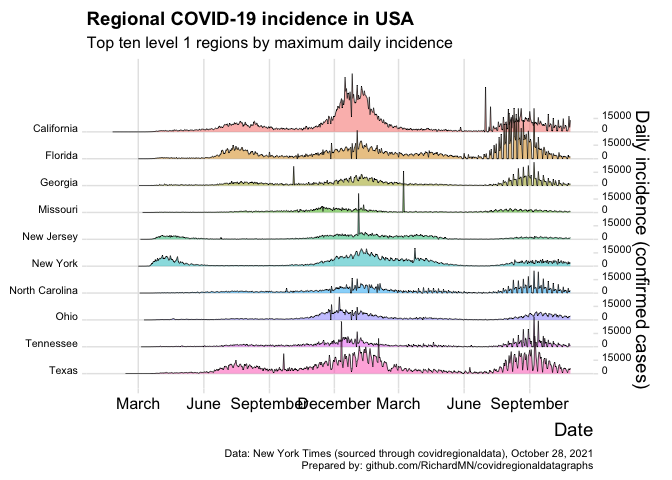 Regional COVID-19 incidence in USA
Top ten level 1 regions by maximum daily incidence
California
15000
0
Florida
15000
0
Georgia
15000
0
Missouri
15000
0
New Jersey
15000
0
New York
15000
0
North Carolina
15000
0
Ohio
15000
0
Tennessee
15000
0
Texas
15000
0
Daily incidence (confirmed cases)
March June September December March June September
Date
Data: New York Times (sourced through covidregionaldata), October 28, 2021
Prepared by: github.com/RichardMN/covidregionaldatagraphs